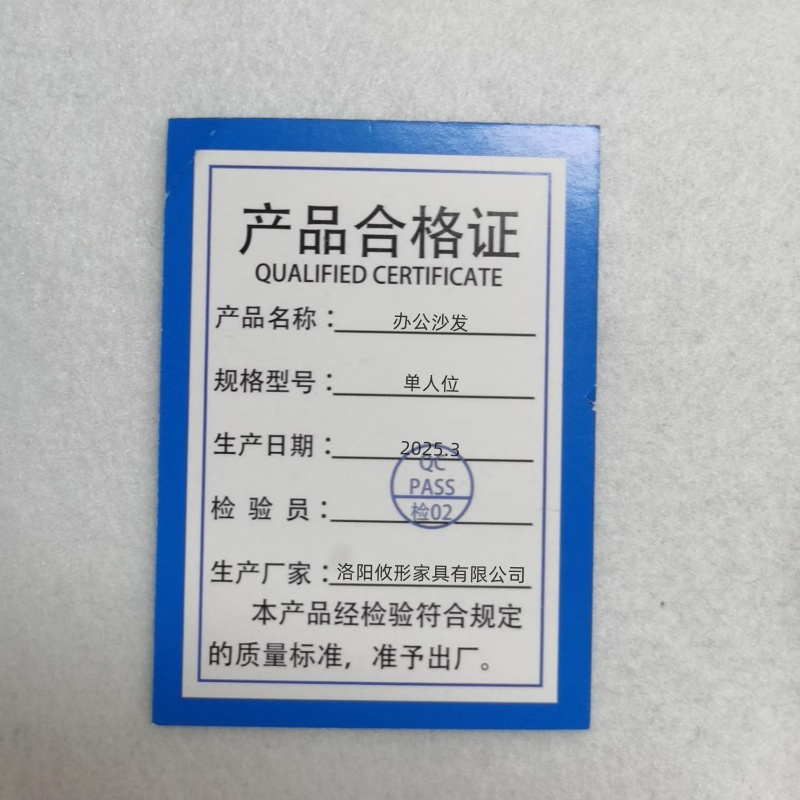 产品合格证
QUALIFIED CERTIFICATE
产品名称：办公沙发
规格型号：单人位
生产日期：2025.3
QC
PASS
检验员：检02
生产厂家：洛阳攸形家具有限公司
本产品经检验符合规定
的质量标准，准予出厂。